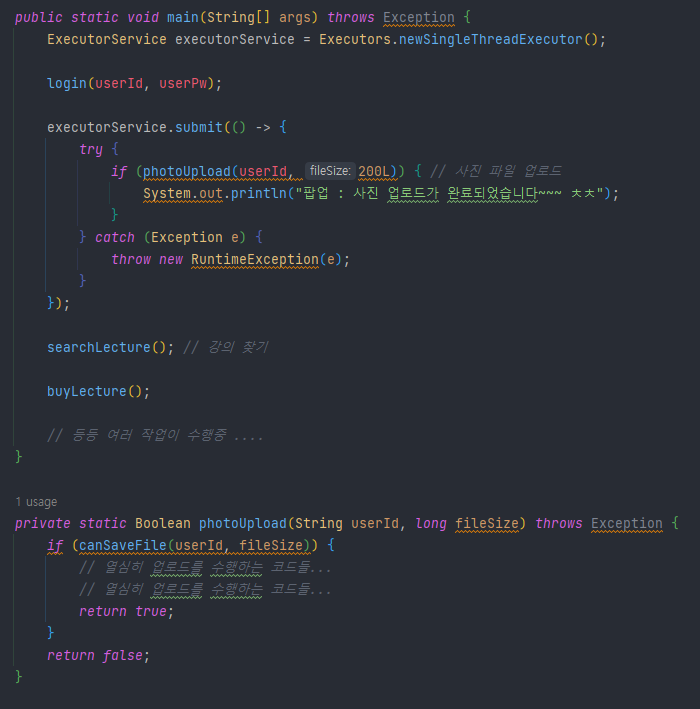 public static void main(String[] args) throws Exception {
    ExecutorService executorService = Executors.newSingleThreadExecutor();
    login(userId, userPw);
    executorService.submit(() -> {
        try {
            if (photoUpload(userId, fileSize: 200L)) { // 사진 파일 업로드
                System.out.println("팝업 : 사진 업로드가 완료되었습니다~~~ ㅊㅊ");
            }
        } catch (Exception e) {
            throw new RuntimeException(e);
        }
    });
    searchLecture(); // 강의 찾기
    buyLecture();
    // 등등 여러 작업이 수행중 ....
}
1 usage
private static Boolean photoUpload(String userId, long fileSize) throws Exception {
    if (canSaveFile(userId, fileSize)) {
        // 열심히 업로드를 수행하는 코드들...
        // 열심히 업로드를 수행하는 코드들...
        return true;
    }
    return false;
}